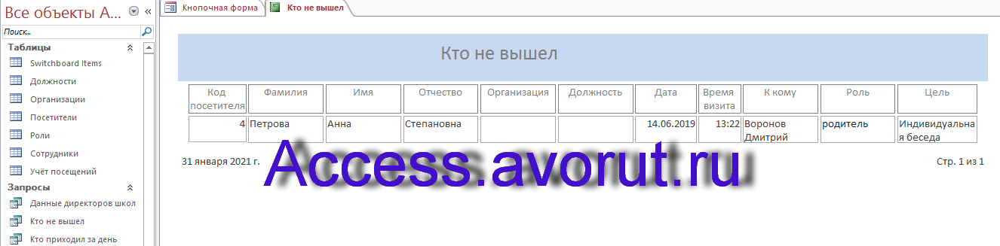 Все объекты A...
Поиск...
Таблицы
Switchboard Items
Должности
Организации
Посетители
Роли
Сотрудники
Учёт посещений
Запросы
Данные директоров школ
Кто не вышел
Кто приходил за день
Кнопочная форма
Кто не вышел
Кто не вышел
Код посетителя Фамилия Имя Отчество Организация Должность Дата Время визита К кому Роль Цель
4 Петрова Анна Степановна 14.06.2019 13:22 Воронов Дмитрий родитель Индивидуальна
я беседа
31 января 2021 г.
Стр. 1 из 1
Access.avorut.ru